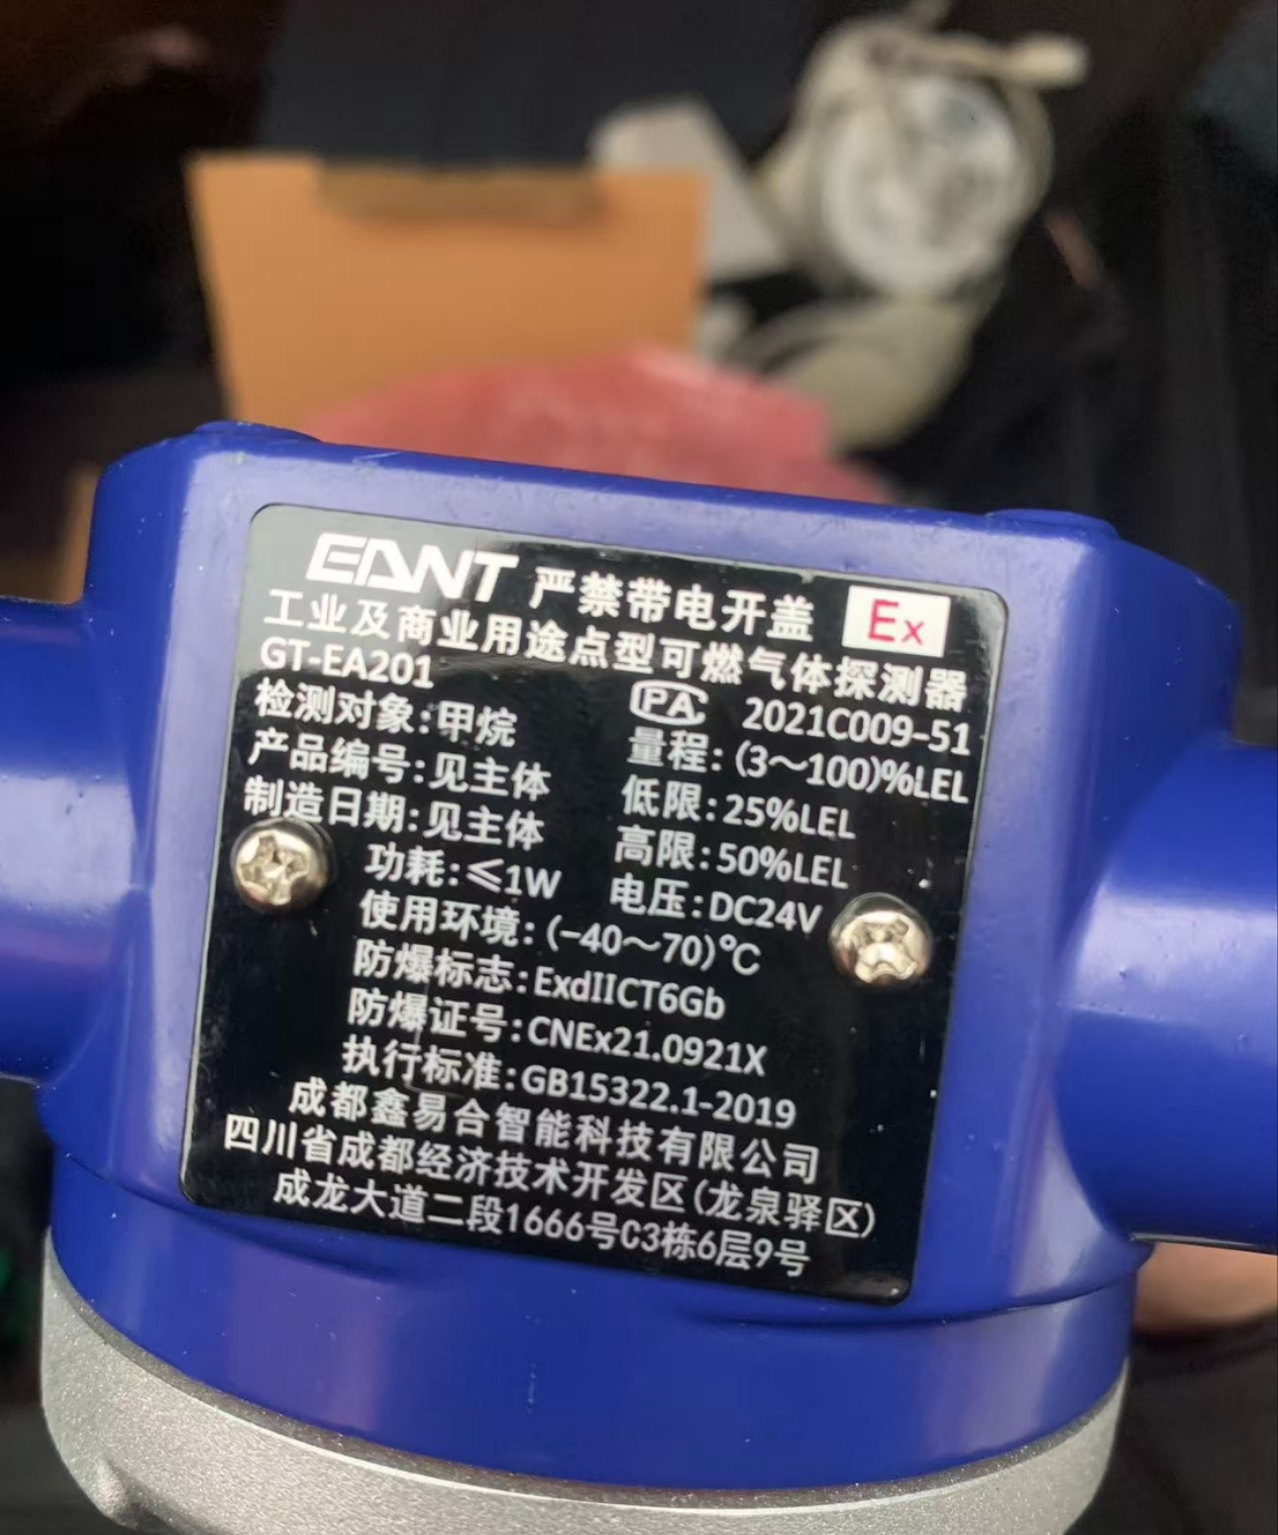 EANT 严禁带电开盖 Ex
工业及商业用途点型可燃气体探测器
GT-EA201 PA 2021C009-51
检测对象:甲烷 量程:(3～100)%LEL
产品编号:见主体 低限:25%LEL
制造日期:见主体 高限:50%LEL
功耗:≤1W 电压:DC24V
使用环境:(-40～70)℃
防爆标志:ExdIICT6Gb
防爆证号:CNEx21.0921X
执行标准:GB15322.1-2019
成都鑫易合智能科技有限公司
四川省成都经济技术开发区(龙泉驿区)
成龙大道二段1666号C3栋6层9号